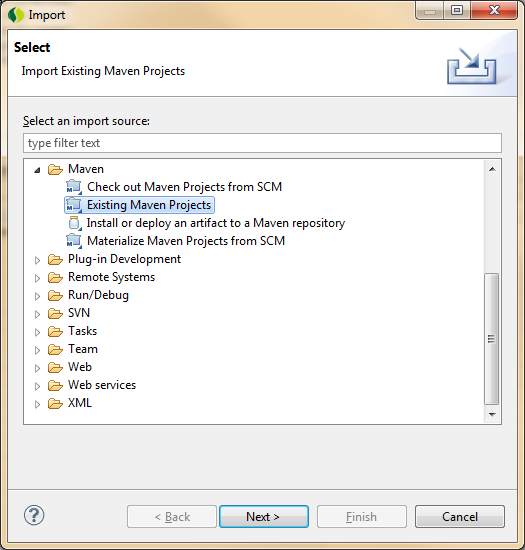 Import
Select
Import Existing Maven Projects
Select an import source:
type filter text
Maven
Check out Maven Projects from SCM
Existing Maven Projects
Install or deploy an artifact to a Maven repository
Materialize Maven Projects from SCM
Plug-in Development
Remote Systems
Run/Debug
SVN
Tasks
Team
Web
Web services
XML
? < Back Next > Finish Cancel